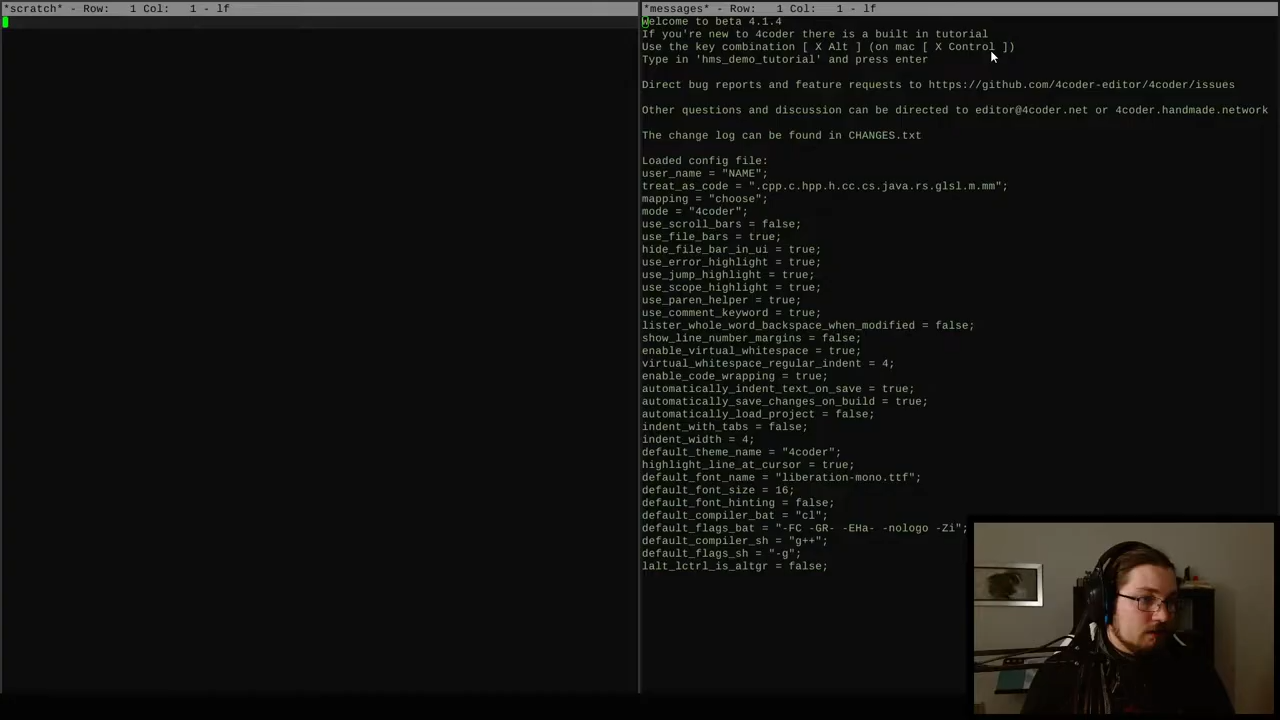 *scratch* - Row:   1 Col:   1 - lf
*messages* - Row:   1 Col:   1 - lf
Welcome to beta 4.1.4
If you're new to 4coder there is a built in tutorial
Use the key combination [ X Alt ] (on mac [ X Control ])
Type in 'hms_demo_tutorial' and press enter
Direct bug reports and feature requests to https://github.com/4coder-editor/4coder/issues
Other questions and discussion can be directed to editor@4coder.net or 4coder.handmade.network
The change log can be found in CHANGES.txt
Loaded config file:
user_name = "NAME";
treat_as_code = ".cpp.c.hpp.h.cc.cs.java.rs.glsl.m.mm";
mapping = "choose";
mode = "4coder";
use_scroll_bars = false;
use_file_bars = true;
hide_file_bar_in_ui = true;
use_error_highlight = true;
use_jump_highlight = true;
use_scope_highlight = true;
use_paren_helper = true;
use_comment_keyword = true;
lister_whole_word_backspace_when_modified = false;
show_line_number_margins = false;
enable_virtual_whitespace = true;
virtual_whitespace_regular_indent = 4;
enable_code_wrapping = true;
automatically_indent_text_on_save = true;
automatically_save_changes_on_build = true;
automatically_load_project = false;
indent_with_tabs = false;
indent_width = 4;
default_theme_name = "4coder";
highlight_line_at_cursor = true;
default_font_name = "liberation-mono.ttf";
default_font_size = 16;
default_font_hinting = false;
default_compiler_bat = "cl";
default_flags_bat = "-FC -GR- -EHa- -nologo -Zi";
default_compiler_sh = "g++";
default_flags_sh = "-g";
lalt_lctrl_is_altgr = false;